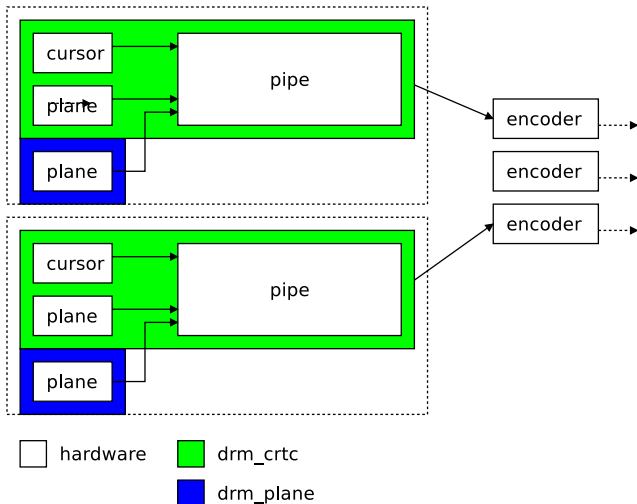 cursor
pipe
plane
plane
encoder
encoder
encoder
cursor
pipe
plane
plane
hardware
drm_crtc
drm_plane